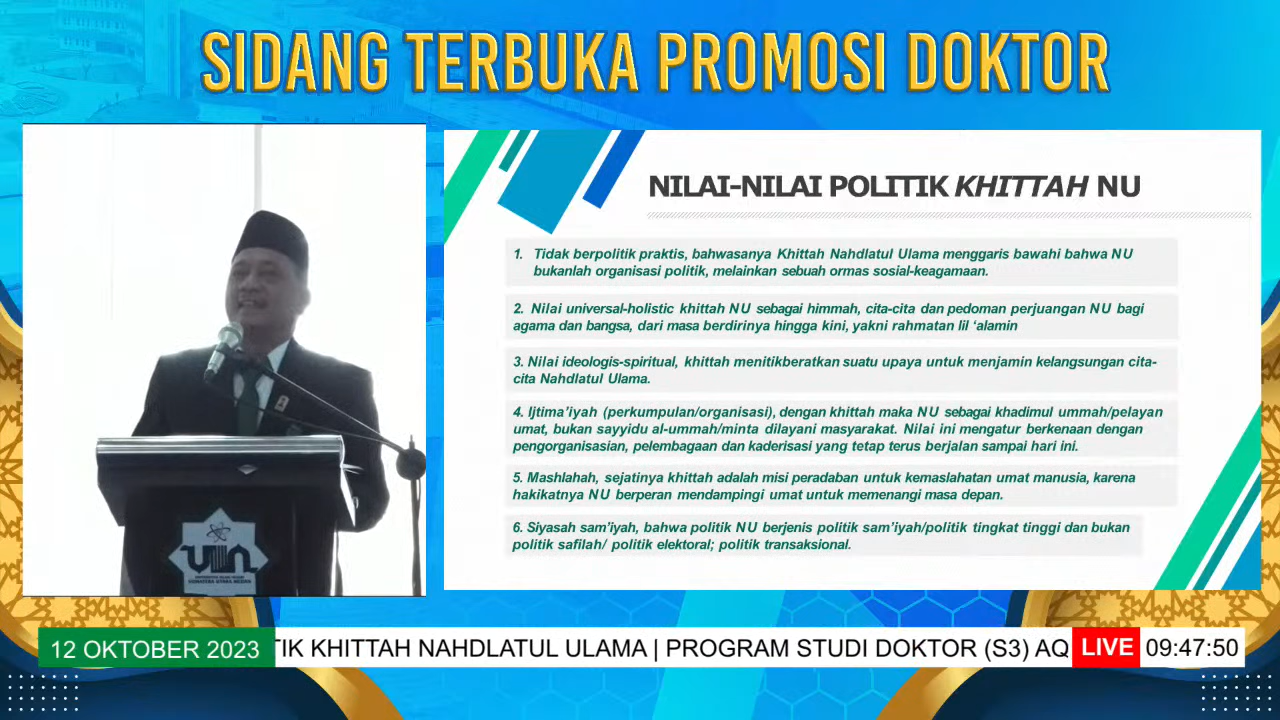 SIDANG TERBUKA PROMOSI DOKTOR
NILAI-NILAI POLITIK KHITTAH NU
1. Tidak berpolitik praktis, bahwasanya Khittah Nahdlatul Ulama menggaris bawahi bahwa NU
bukanlah organisasi politik, melainkan sebuah ormas sosial-keagamaan.
2. Nilai universal-holistic khittah NU sebagai himmah, cita-cita dan pedoman perjuangan NU bagi
agama dan bangsa, dari masa berdirinya hingga kini, yakni rahmatan lil ‘alamin
3. Nilai ideologis-spiritual, khittah menitikberatkan suatu upaya untuk menjamin kelangsungan cita-
cita Nahdlatul Ulama.
4. Ijtima’iyah (perkumpulan/organisasi), dengan khittah maka NU sebagai khadimul ummah/pelayan
umat, bukan sayyidu al-ummah/minta dilayani masyarakat. Nilai ini mengatur berkenaan dengan
pengorganisasian, pelembagaan dan kaderisasi yang tetap terus berjalan sampai hari ini.
5. Mashlahah, sejatinya khittah adalah misi peradaban untuk kemaslahatan umat manusia, karena
hakikatnya NU berperan mendampingi umat untuk memenangi masa depan.
6. Siyasah sam'iyah, bahwa politik NU berjenis politik sam’iyah/politik tingkat tinggi dan bukan
politik safilah/ politik elektoral; politik transaksional.
UIN
UNIVERSITAS ISLAM NEGERI
SUMATERA UTARA MEDAN
12 OKTOBER 2023 TIK KHITTAH NAHDLATUL ULAMA | PROGRAM STUDI DOKTOR (S3) AQ LIVE 09:47:50